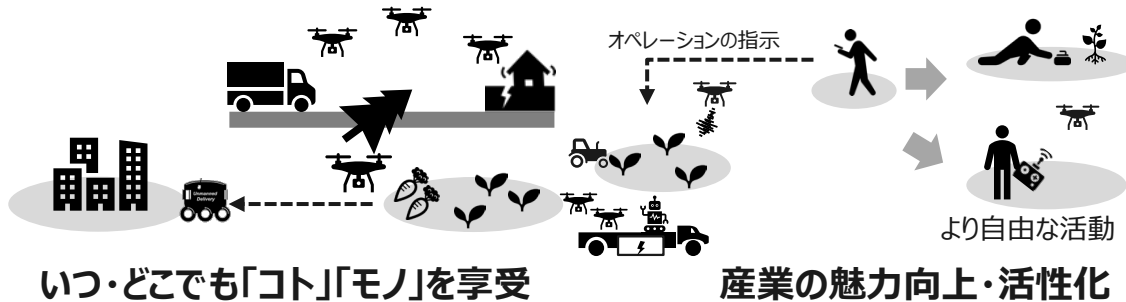 オペレーションの指示
Unmanned
Delivery
より自由な活動
いつ・どこでも「コト」「モノ」を享受
産業の魅力向上・活性化